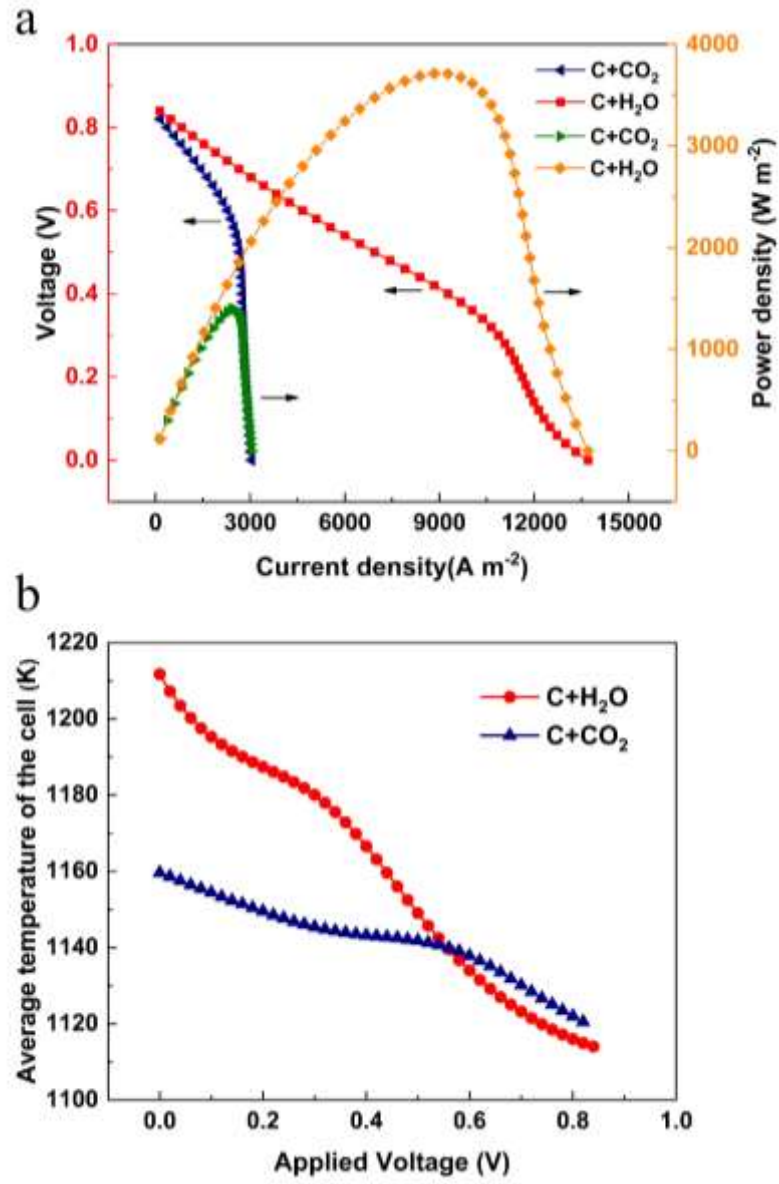 a
1.0
0.8
0.6
0.4
0.2
0.0
Voltage (V)
4000
3000
2000
1000
0
Power density (W m⁻²)
C+CO₂
C+H₂O
C+CO₂
C+H₂O
0 3000 6000 9000 12000 15000
Current density(A m⁻²)
b
1220
1200
1180
1160
1140
1120
1100
Average temperature of the cell (K)
C+H₂O
C+CO₂
0.0 0.2 0.4 0.6 0.8 1.0
Applied Voltage (V)